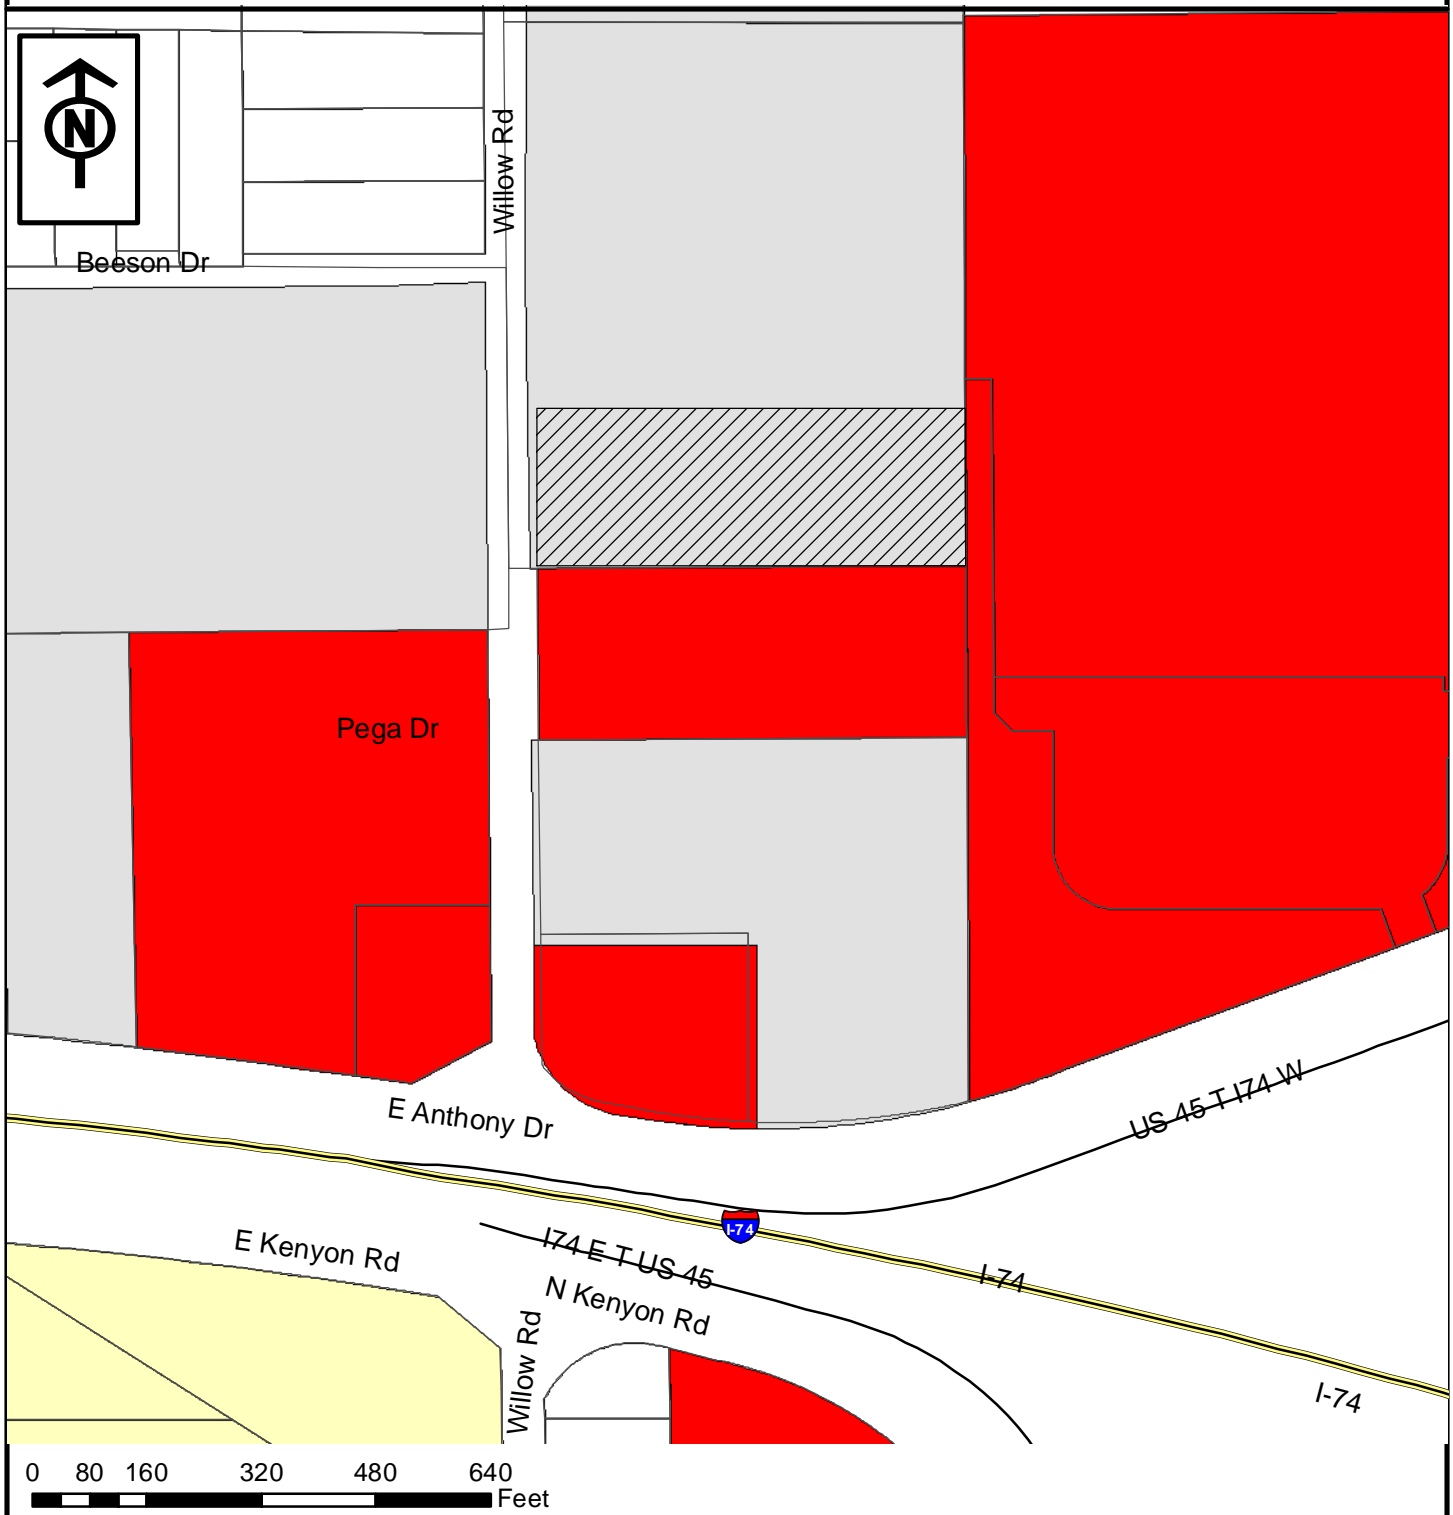 N
Willow Rd
Beeson Dr
Pega Dr
E Anthony Dr
US 45 T I74 W
I-74
E Kenyon Rd
I74 E T US 45
I-74
N Kenyon Rd
Willow Rd
I-74
0 80 160 320 480 640
Feet